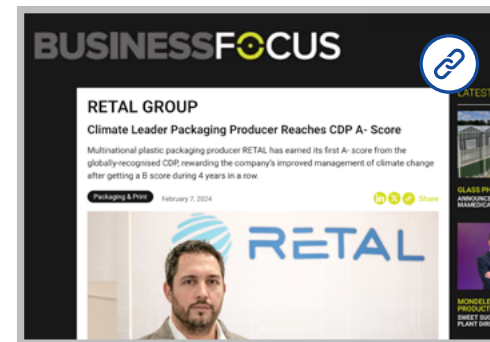 BUSINESSFOCUS
LATEST
RETAL GROUP
Climate Leader Packaging Producer Reaches CDP A- Score
Multinational plastic packaging producer RETAL has earned its first A- score from the
globally-recognised CDP, rewarding the company's improved management of climate change
after getting a B score during 4 years in a row.
Packaging & Print February 7, 2024 in X Share
RETAL
GLASS PH
ANNOUNCE
MAMEDICA
MONDELE
PRODUCT
SWEET SUC
PLANT DIR